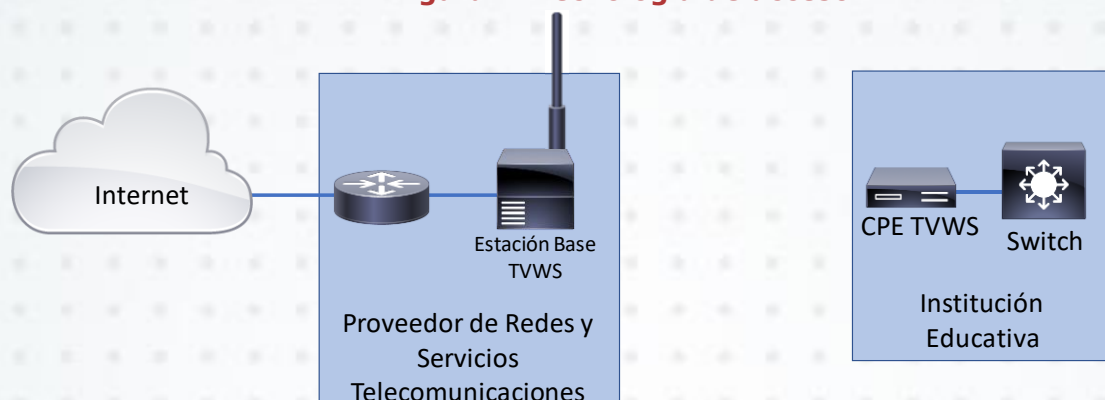 Internet
Estación Base
TVWS
Proveedor de Redes y
Servicios
Telecomunicaciones
CPE TVWS
Switch
Institución
Educativa